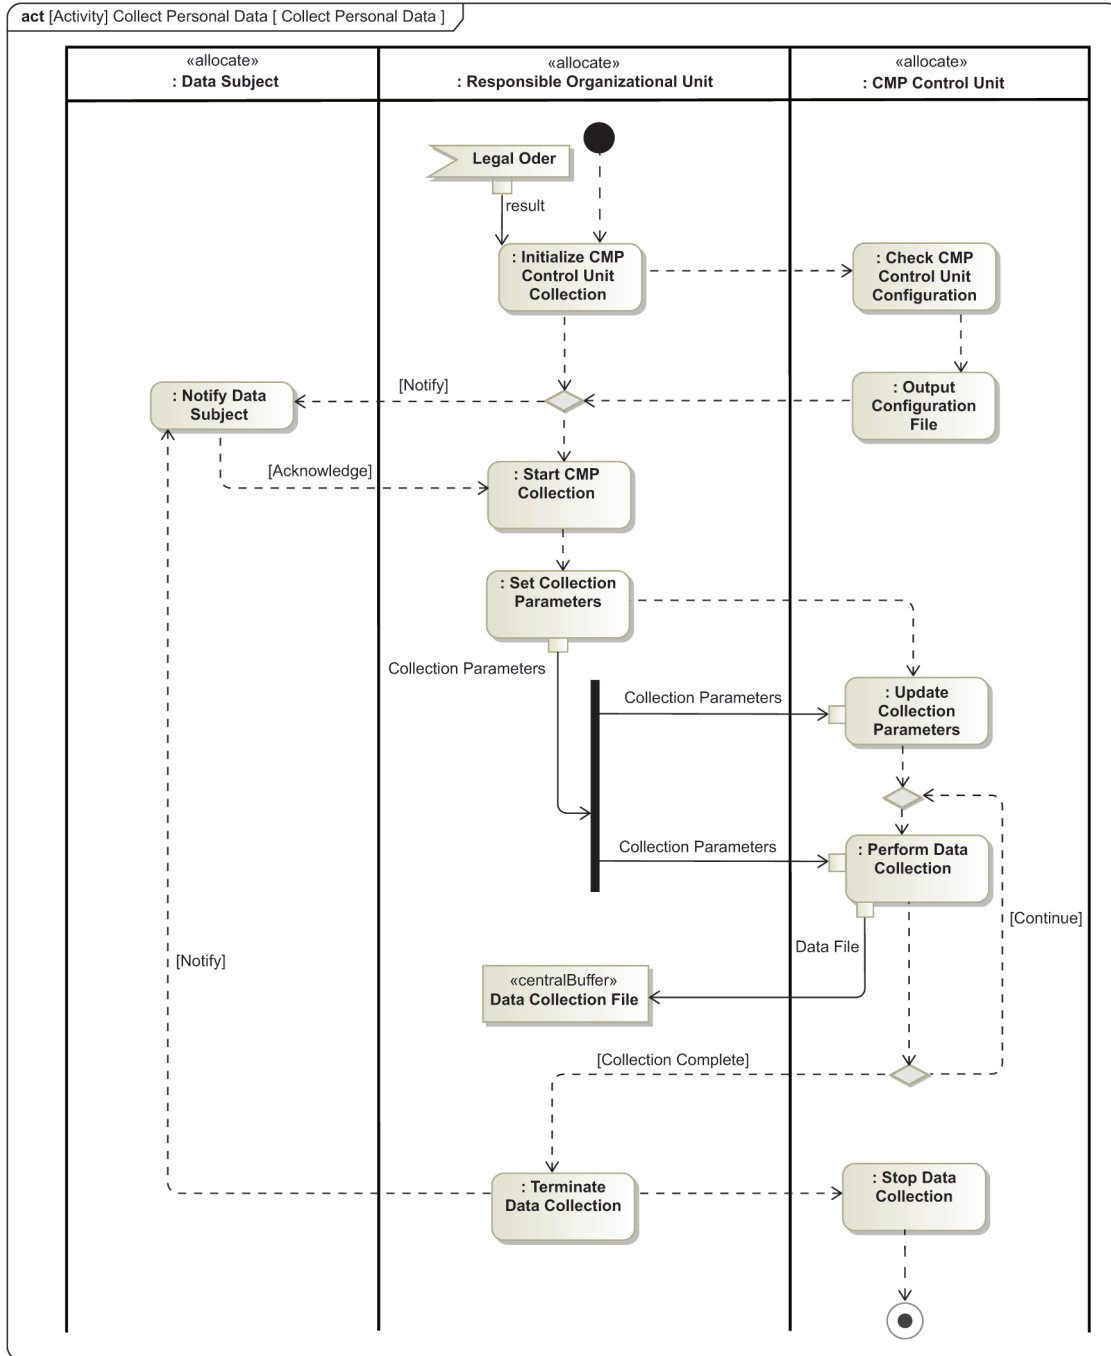 act [Activity] Collect Personal Data [ Collect Personal Data ]
«allocate»
: Data Subject
«allocate»
: Responsible Organizational Unit
«allocate»
: CMP Control Unit
Legal Oder
result
: Initialize CMP
Control Unit
Collection
: Check CMP
Control Unit
Configuration
: Notify Data
Subject
[Notify]
: Output
Configuration
File
[Acknowledge]
: Start CMP
Collection
: Set Collection
Parameters
Collection Parameters
Collection Parameters
: Update
Collection
Parameters
Collection Parameters
: Perform Data
Collection
[Continue]
Data File
[Notify]
«centralBuffer»
Data Collection File
[Collection Complete]
: Terminate
Data Collection
: Stop Data
Collection